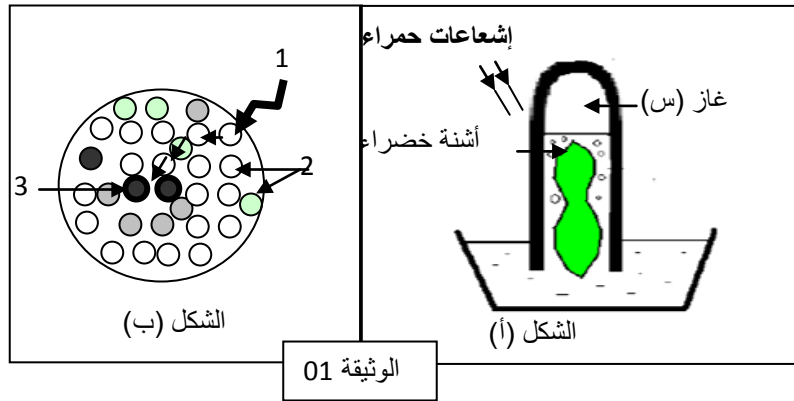 إشعاعات حمراء
غاز (س)
أشنة خضراء
الشكل (أ)
1
2
3
الشكل (ب)
الوثيقة 01